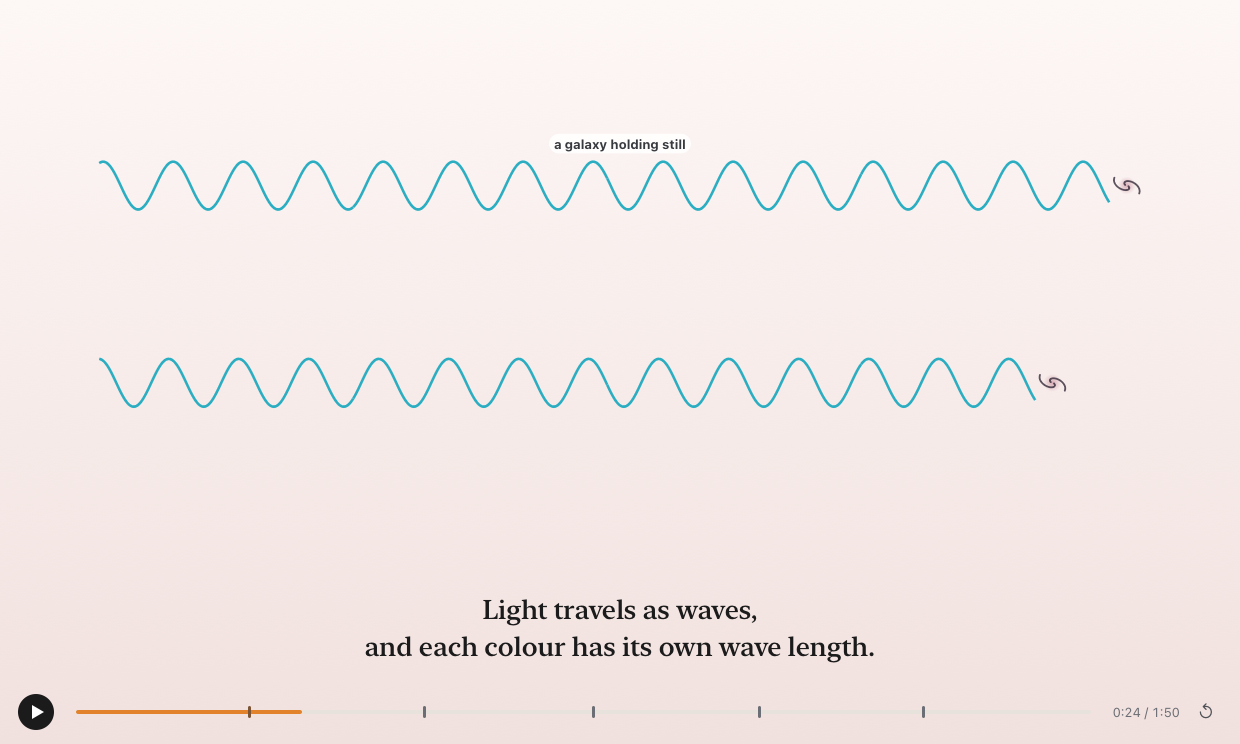 a galaxy holding still
Light travels as waves,
and each colour has its own wave length.
0:24 / 1:50